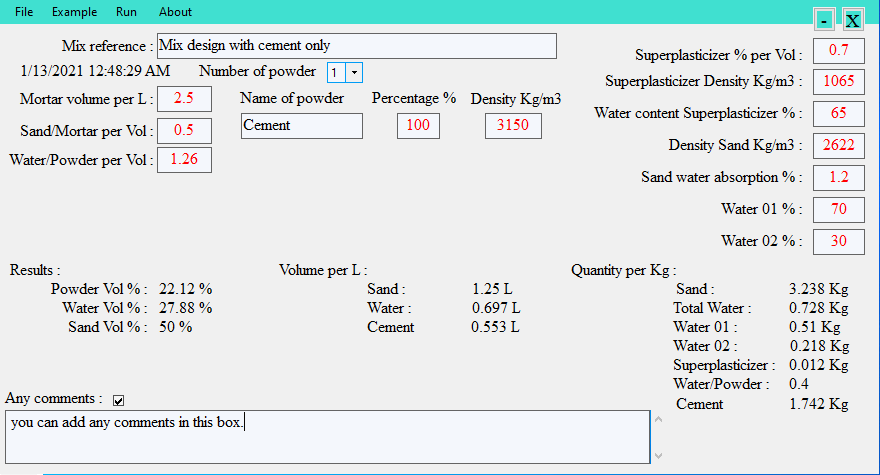 File Example Run About - X
Mix reference : Mix design with cement only
Superplasticizer % per Vol : 0.7
1/13/2021 12:48:29 AM Number of powder 1
Superplasticizer Density Kg/m3 : 1065
Mortar volume per L : 2.5 Name of powder Percentage % Density Kg/m3
Water content Superplasticizer % : 65
Sand/Mortar per Vol : 0.5 Cement 100 3150
Density Sand Kg/m3 : 2622
Water/Powder per Vol : 1.26
Sand water absorption % : 1.2
Water 01 % : 70
Water 02 % : 30
Results : Volume per L : Quantity per Kg :
Powder Vol % : 22.12 % Sand : 1.25 L Sand : 3.238 Kg
Water Vol % : 27.88 % Water : 0.697 L Total Water : 0.728 Kg
Sand Vol % : 50 % Cement 0.553 L Water 01 : 0.51 Kg
Water 02 : 0.218 Kg
Superplasticizer : 0.012 Kg
Water/Powder : 0.4
Cement 1.742 Kg
Any comments :
you can add any comments in this box.